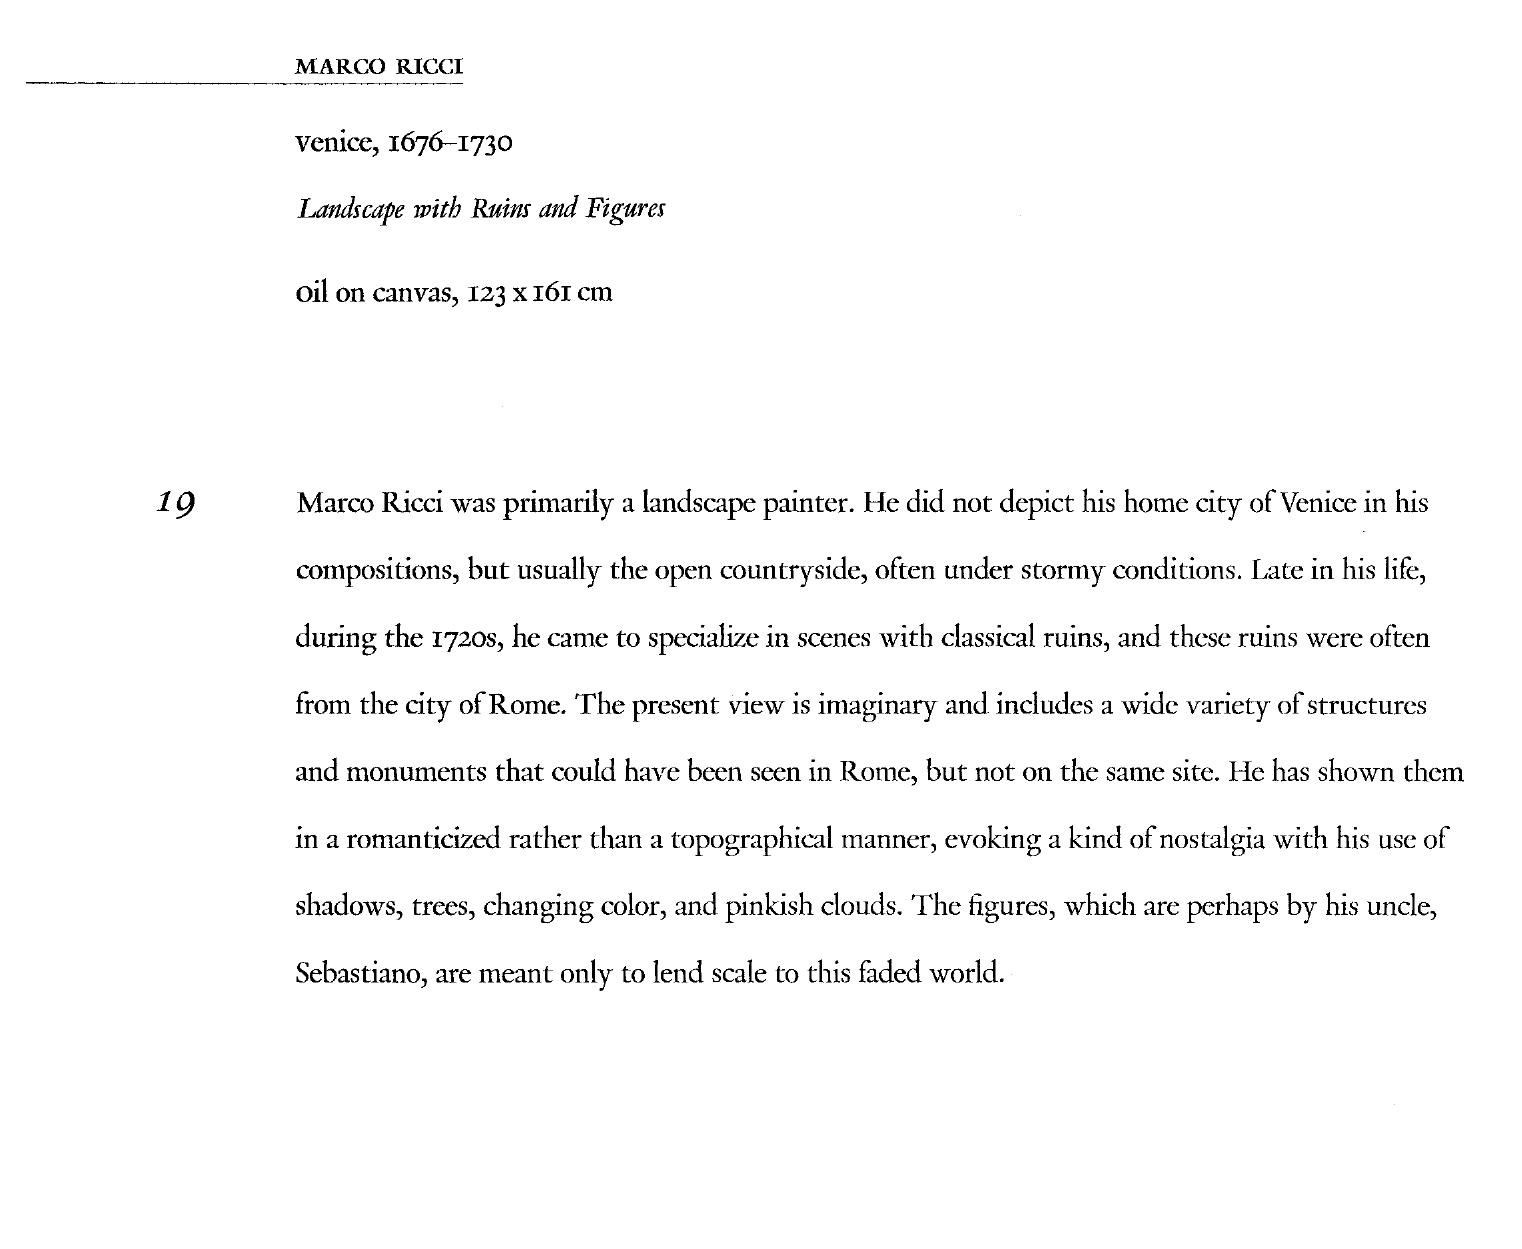 MARCO RICCI
venice, 1676–1730
Landscape with Ruins and Figures
oil on canvas, 123 x 161 cm
19 Marco Ricci was primarily a landscape painter. He did not depict his home city of Venice in his
compositions, but usually the open countryside, often under stormy conditions. Late in his life,
during the 1720s, he came to specialize in scenes with classical ruins, and these ruins were often
from the city of Rome. The present view is imaginary and includes a wide variety of structures
and monuments that could have been seen in Rome, but not on the same site. He has shown them
in a romanticized rather than a topographical manner, evoking a kind of nostalgia with his use of
shadows, trees, changing color, and pinkish clouds. The figures, which are perhaps by his uncle,
Sebastiano, are meant only to lend scale to this faded world.